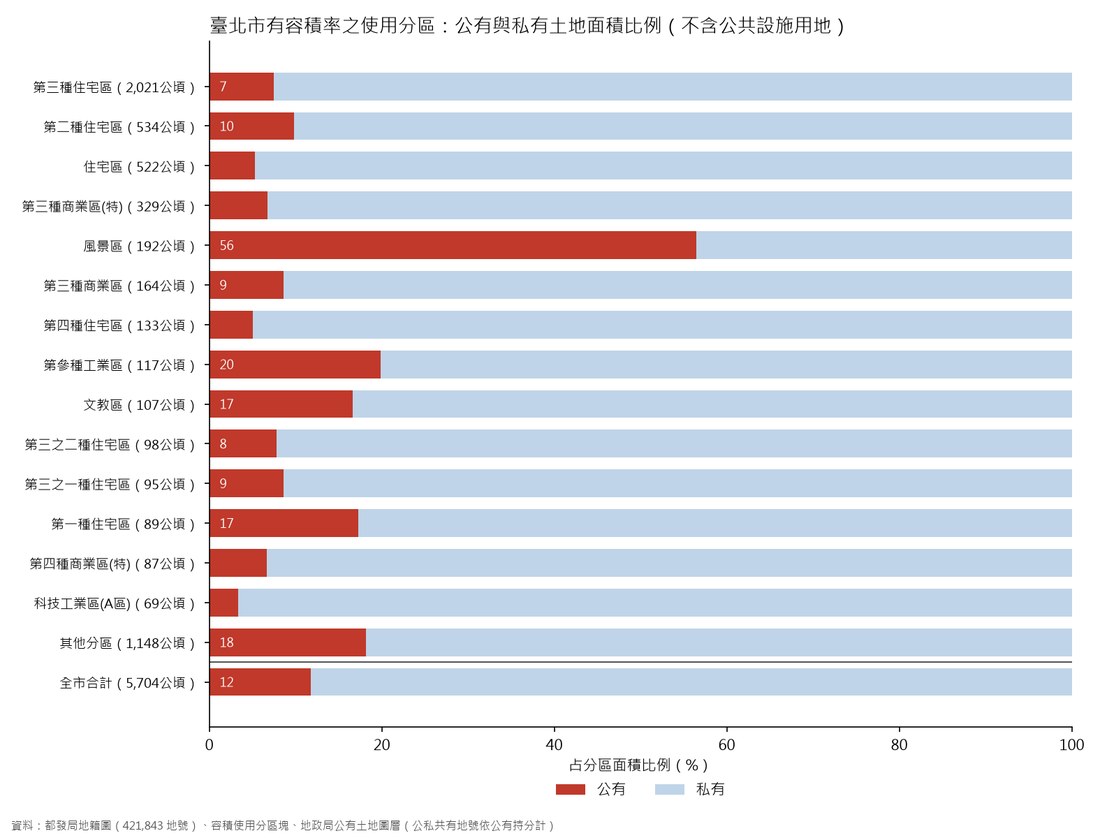 臺北市有容積率之使用分區：公有與私有土地面積比例（不含公共設施用地）
第三種住宅區（2,021公頃） 7
第二種住宅區（534公頃） 10
住宅區（522公頃）
第三種商業區(特)（329公頃）
風景區（192公頃） 56
第三種商業區（164公頃） 9
第四種住宅區（133公頃）
第參種工業區（117公頃） 20
文教區（107公頃） 17
第三之二種住宅區（98公頃） 8
第三之一種住宅區（95公頃） 9
第一種住宅區（89公頃） 17
第四種商業區(特)（87公頃）
科技工業區(A區)（69公頃）
其他分區（1,148公頃） 18
全市合計（5,704公頃） 12
0 20 40 60 80 100
占分區面積比例（%）
公有 私有
資料：都發局地籍圖（421,843 地號）、容積使用分區塊、地政局公有土地圖層（公私共有地號依公有持分計）